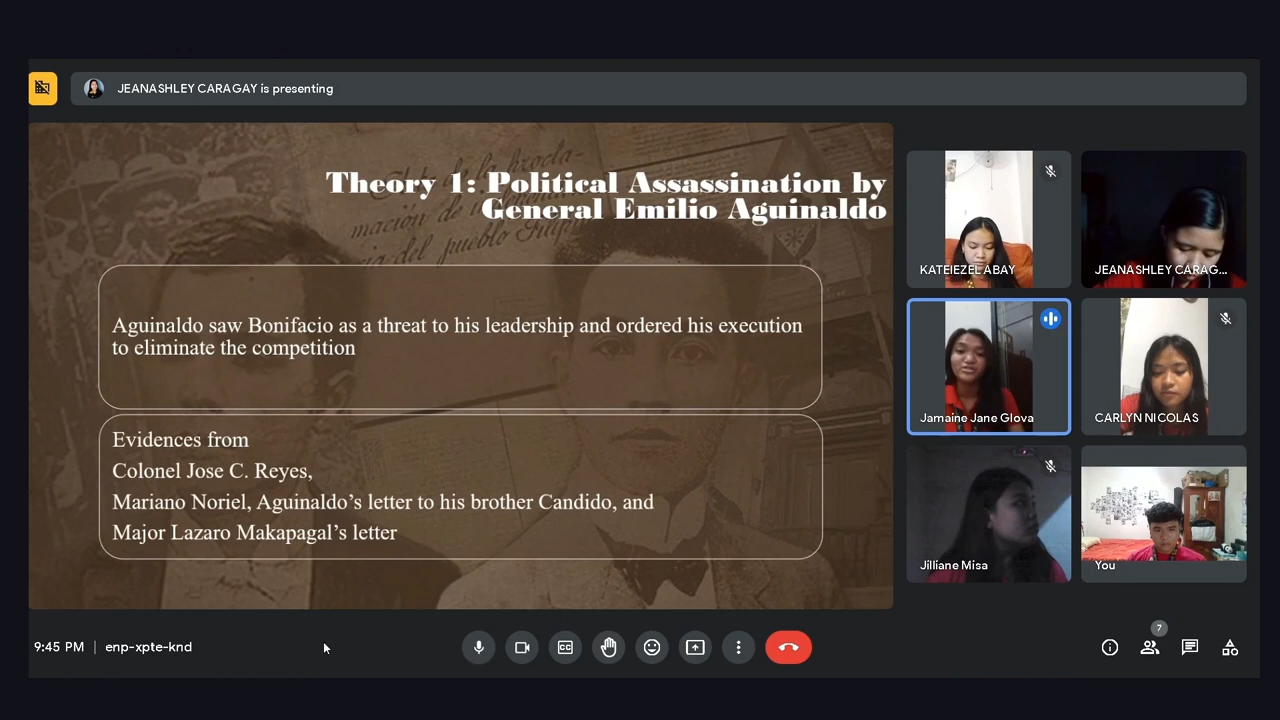 JEANASHLEY CARAGAY is presenting
Theory 1: Political Assassination by
General Emilio Aguinaldo
Aguinaldo saw Bonifacio as a threat to his leadership and ordered his execution
to eliminate the competition
Evidences from
Colonel Jose C. Reyes,
Mariano Noriel, Aguinaldo’s letter to his brother Candido, and
Major Lazaro Makapagal’s letter
KATEIEZEL ABAY
JEANASHLEY CARAG...
Jamaine Jane Glova
CARLYN NICOLAS
Jilliane Misa
You
9:45 PM | enp-xpte-knd
CC
7